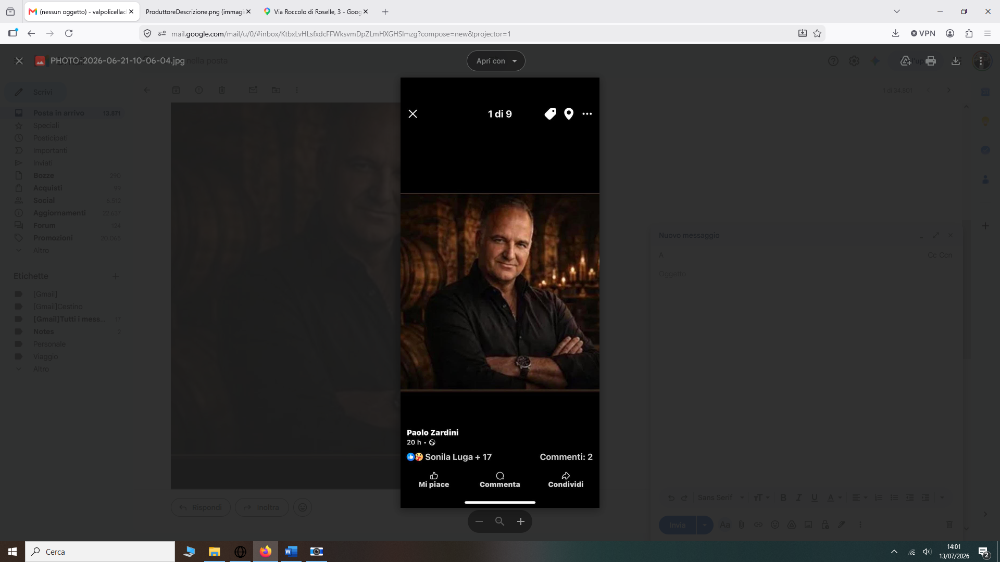 (nessun oggetto) - valpolicellac
ProduttoreDescrizione.png (immagi
Via Roccolo di Roselle, 3 - Goog
mail.google.com/mail/u/0/#inbox/KtbxLvHLsfxdcFFWksvmDpZLmHXGHSlmzg?compose=new&projector=1
VPN
PHOTO-2026-06-21-10-06-04.jpg
nella posta
Apri con
Scrivi
1 di 34.801
Posta in arrivo 13.871
Speciali
Posticipati
Importanti
Inviati
Bozze 290
Acquisti 99
Social 6.512
Aggiornamenti 22.637
Forum 124
Promozioni 20.065
Altro
Etichette
[Gmail]
[Gmail]Cestino
[Gmail]Tutti i mess... 17
Notes 2
Personale
Viaggio
Altro
1 di 9
Paolo Zardini
20 h
Sonila Luga + 17
Commenti: 2
Mi piace
Commenta
Condividi
Rispondi
Inoltra
Nuovo messaggio
A
Cc Ccn
Oggetto
Sans Serif
Invia
Cerca
14:01
13/07/2026
2